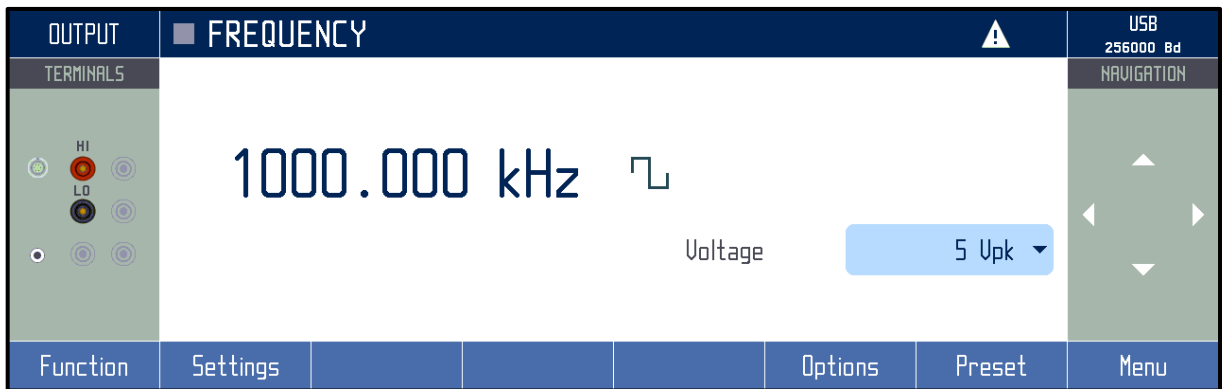 OUTPUT
FREQUENCY
USB
256000 Bd
TERMINALS
NAVIGATION
HI
LO
1000.000 kHz
Voltage
5 Vpk
Function
Settings
Options
Preset
Menu